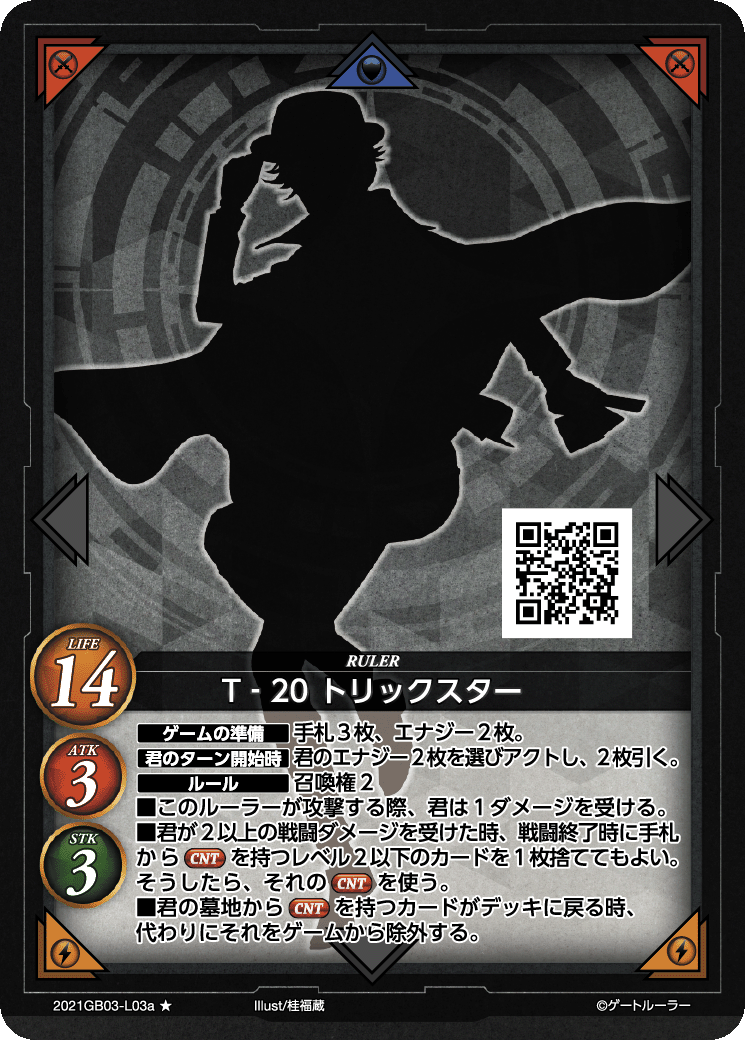 LIFE
14
RULER
T‐20 トリックスター
ATK
3
STK
3
ゲームの準備 手札３枚、エナジー２枚。
君のターン開始時 君のエナジー２枚を選びアクトし、２枚引く。
ルール 召喚権２
■このルーラーが攻撃する際、君は１ダメージを受ける。
■君が２以上の戦闘ダメージを受けた時、戦闘終了時に手札
から CNT を持つレベル２以下のカードを１枚捨ててもよい。
そうしたら、それの CNT を使う。
■君の墓地から CNT を持つカードがデッキに戻る時、
代わりにそれをゲームから除外する。
2021GB03-L03a ★ Illust/桂福蔵 ©ゲートルーラー